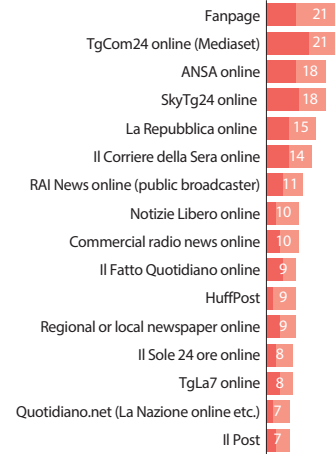 Fanpage 21
TgCom24 online (Mediaset) 21
ANSA online 18
SkyTg24 online 18
La Repubblica online 15
Il Corriere della Sera online 14
RAI News online (public broadcaster) 11
Notizie Libero online 10
Commercial radio news online 10
Il Fatto Quotidiano online 9
HuffPost 9
Regional or local newspaper online 9
Il Sole 24 ore online 8
TgLa7 online 8
Quotidiano.net (La Nazione online etc.) 7
Il Post 7